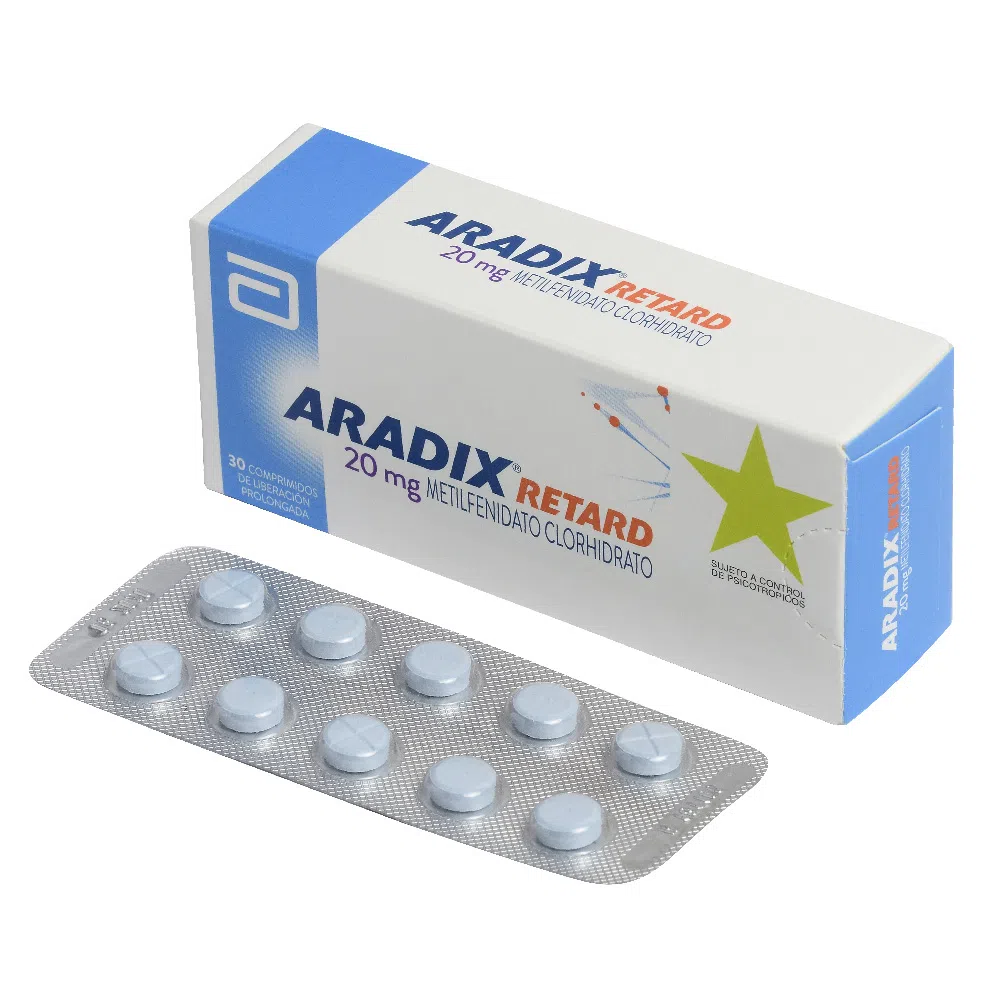 ARADIX® RETARD
20 mg METILFENIDATO CLORHIDRATO
ARADIX® RETARD
20 mg METILFENIDATO CLORHIDRATO
30 COMPRIMIDOS
DE LIBERACIÓN
PROLONGADA
SUJETO A CONTROL
DE PSICOTROPICOS
ARADIX RETARD
20 mg METILFENIDATO CLORHIDRATO